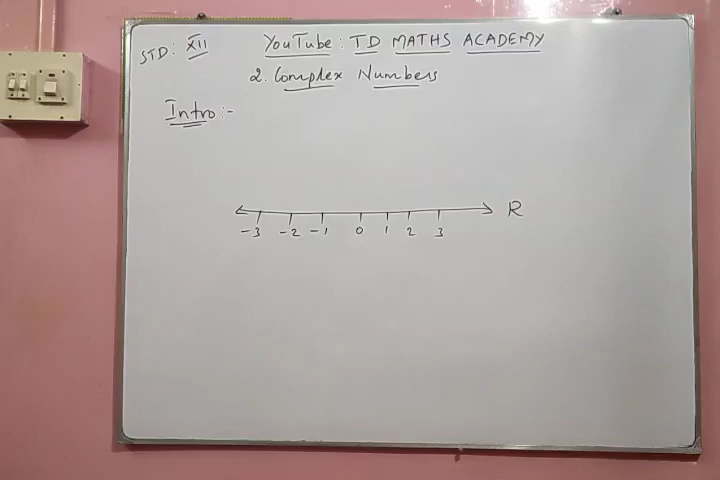 STD: XII
YouTube: TD MATHS ACADEMY
2. Complex Numbers
Intro:-
R
-3 -2 -1 0 1 2 3